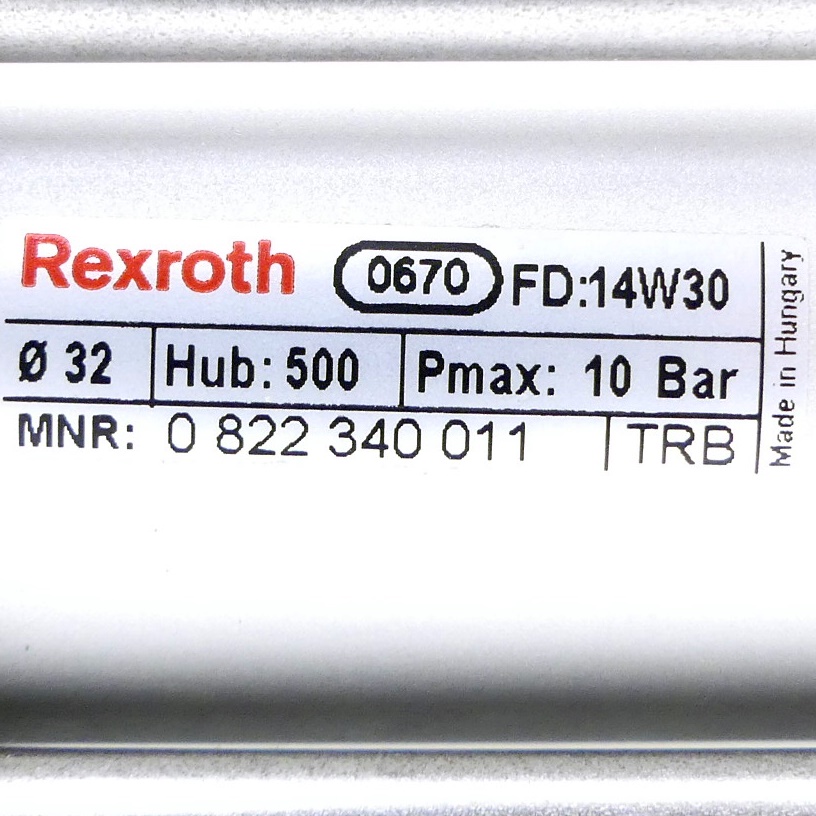 Rexroth 0670 FD:14W30
Ø 32 Hub: 500 Pmax: 10 Bar
MNR: 0 822 340 011 TRB
Made in Hungary